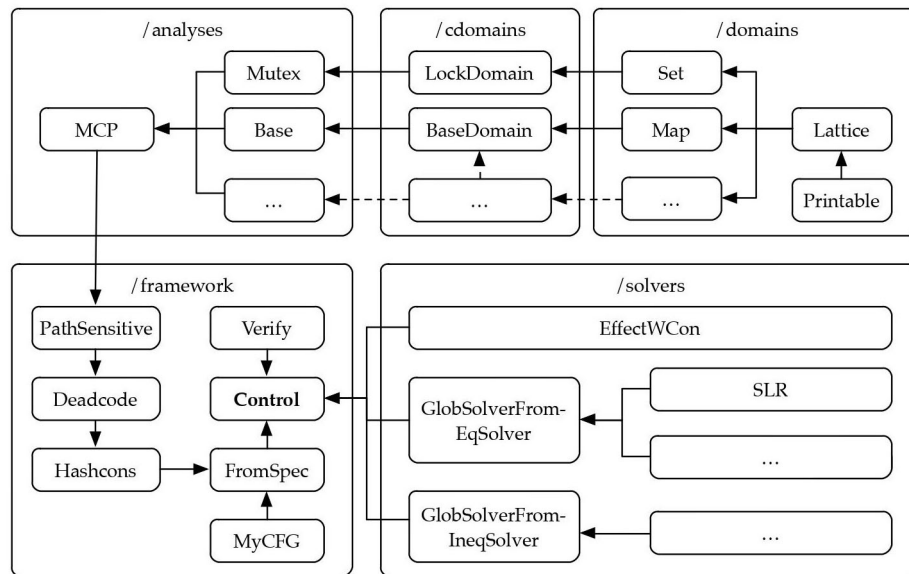 /analyses
/cdomains
/domains
Mutex
LockDomain
Set
MCP
Base
BaseDomain
Map
Lattice
...
...
...
Printable
/framework
/solvers
PathSensitive
Verify
EffectWCon
Deadcode
Control
GlobSolverFrom-
EqSolver
SLR
Hashcons
FromSpec
...
MyCFG
GlobSolverFrom-
IneqSolver
...